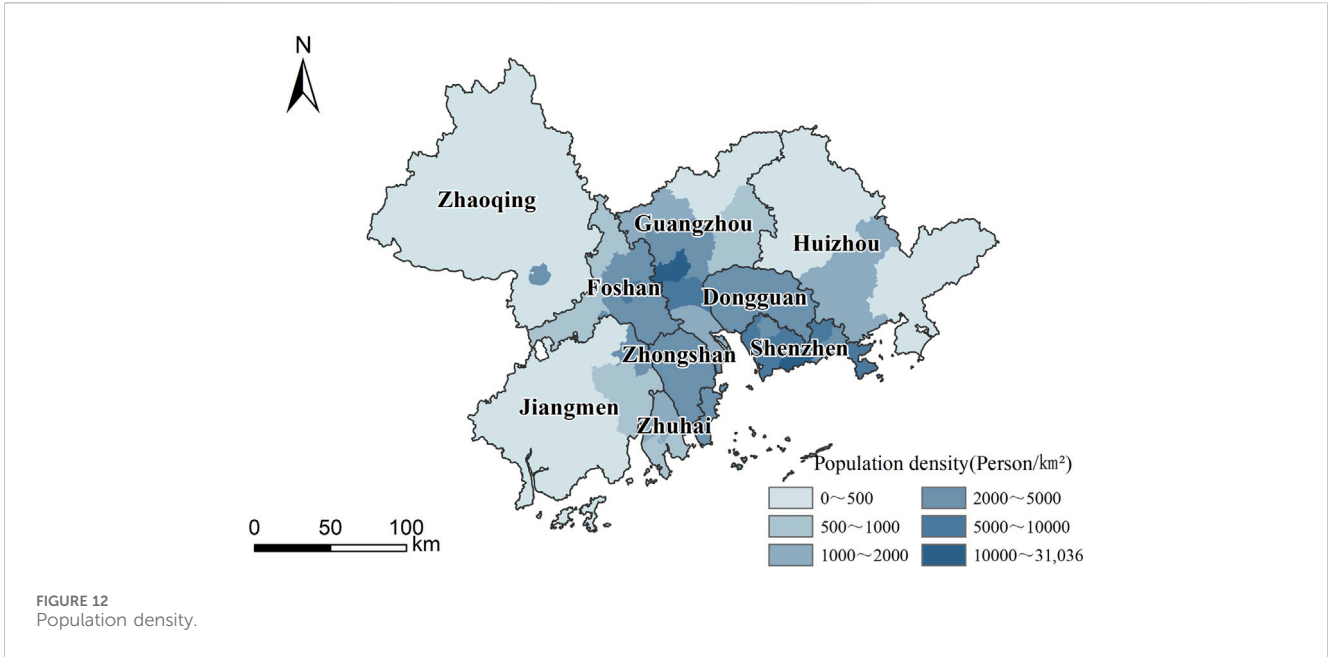 N
Zhaoqing
Guangzhou
Huizhou
Foshan
Dongguan
Zhongshan
Shenzhen
Jiangmen
Zhuhai
Population density(Person/km²)
0～500
2000～5000
500～1000
5000～10000
1000～2000
10000～31,036
0 50 100
km
FIGURE 12
Population density.